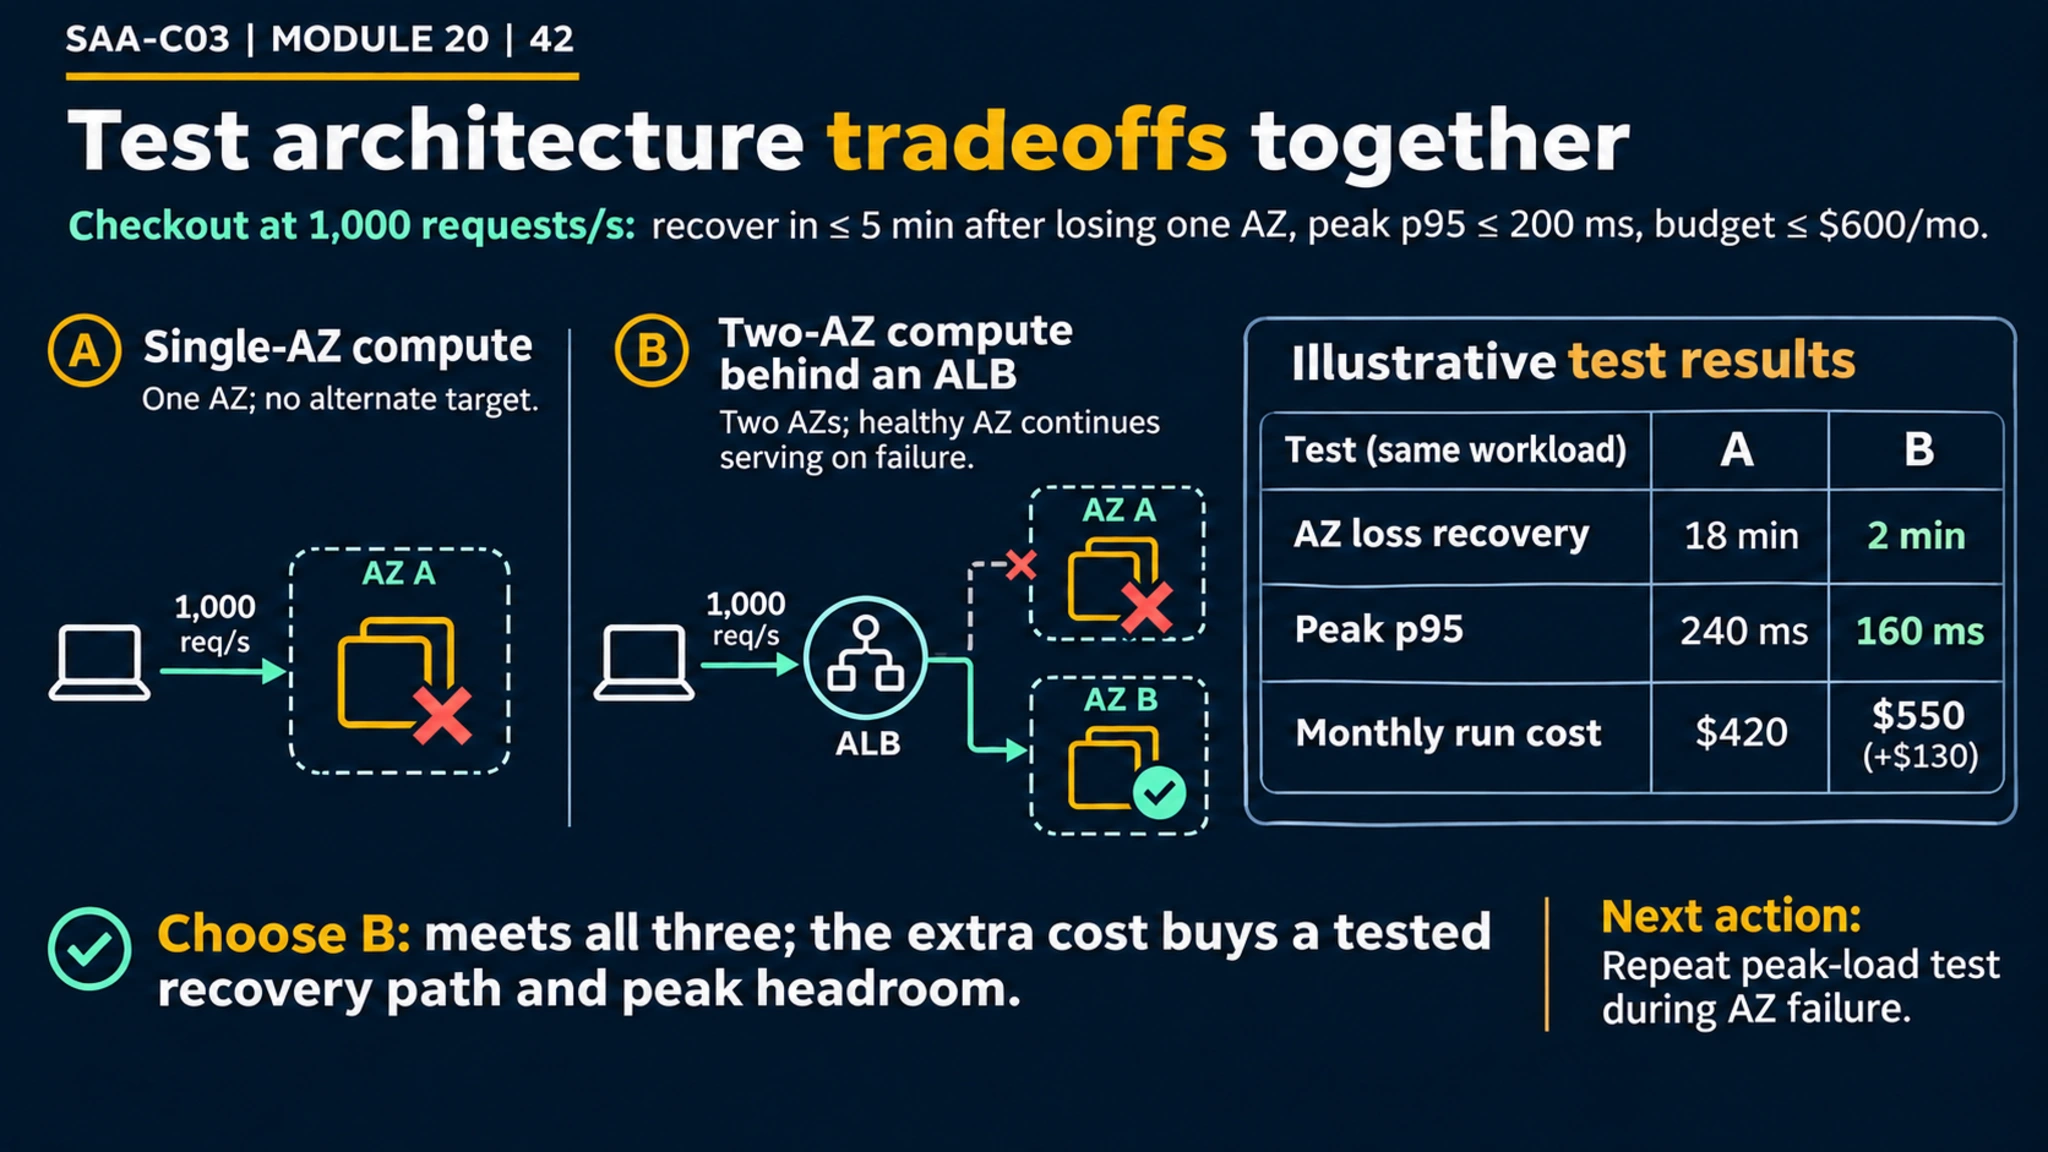 SAA-C03 | MODULE 20 | 42
Test architecture tradeoffs together
Checkout at 1,000 requests/s: recover in ≤ 5 min after losing one AZ, peak p95 ≤ 200 ms, budget ≤ $600/mo.
A
Single-AZ compute
One AZ; no alternate target.
1,000
req/s
AZ A
B
Two-AZ compute
behind an ALB
Two AZs; healthy AZ continues
serving on failure.
1,000
req/s
ALB
AZ A
AZ B
Illustrative test results
Test (same workload) A B
AZ loss recovery 18 min 2 min
Peak p95 240 ms 160 ms
Monthly run cost $420 $550
(+$130)
Choose B: meets all three; the extra cost buys a tested
recovery path and peak headroom.
Next action:
Repeat peak-load test
during AZ failure.